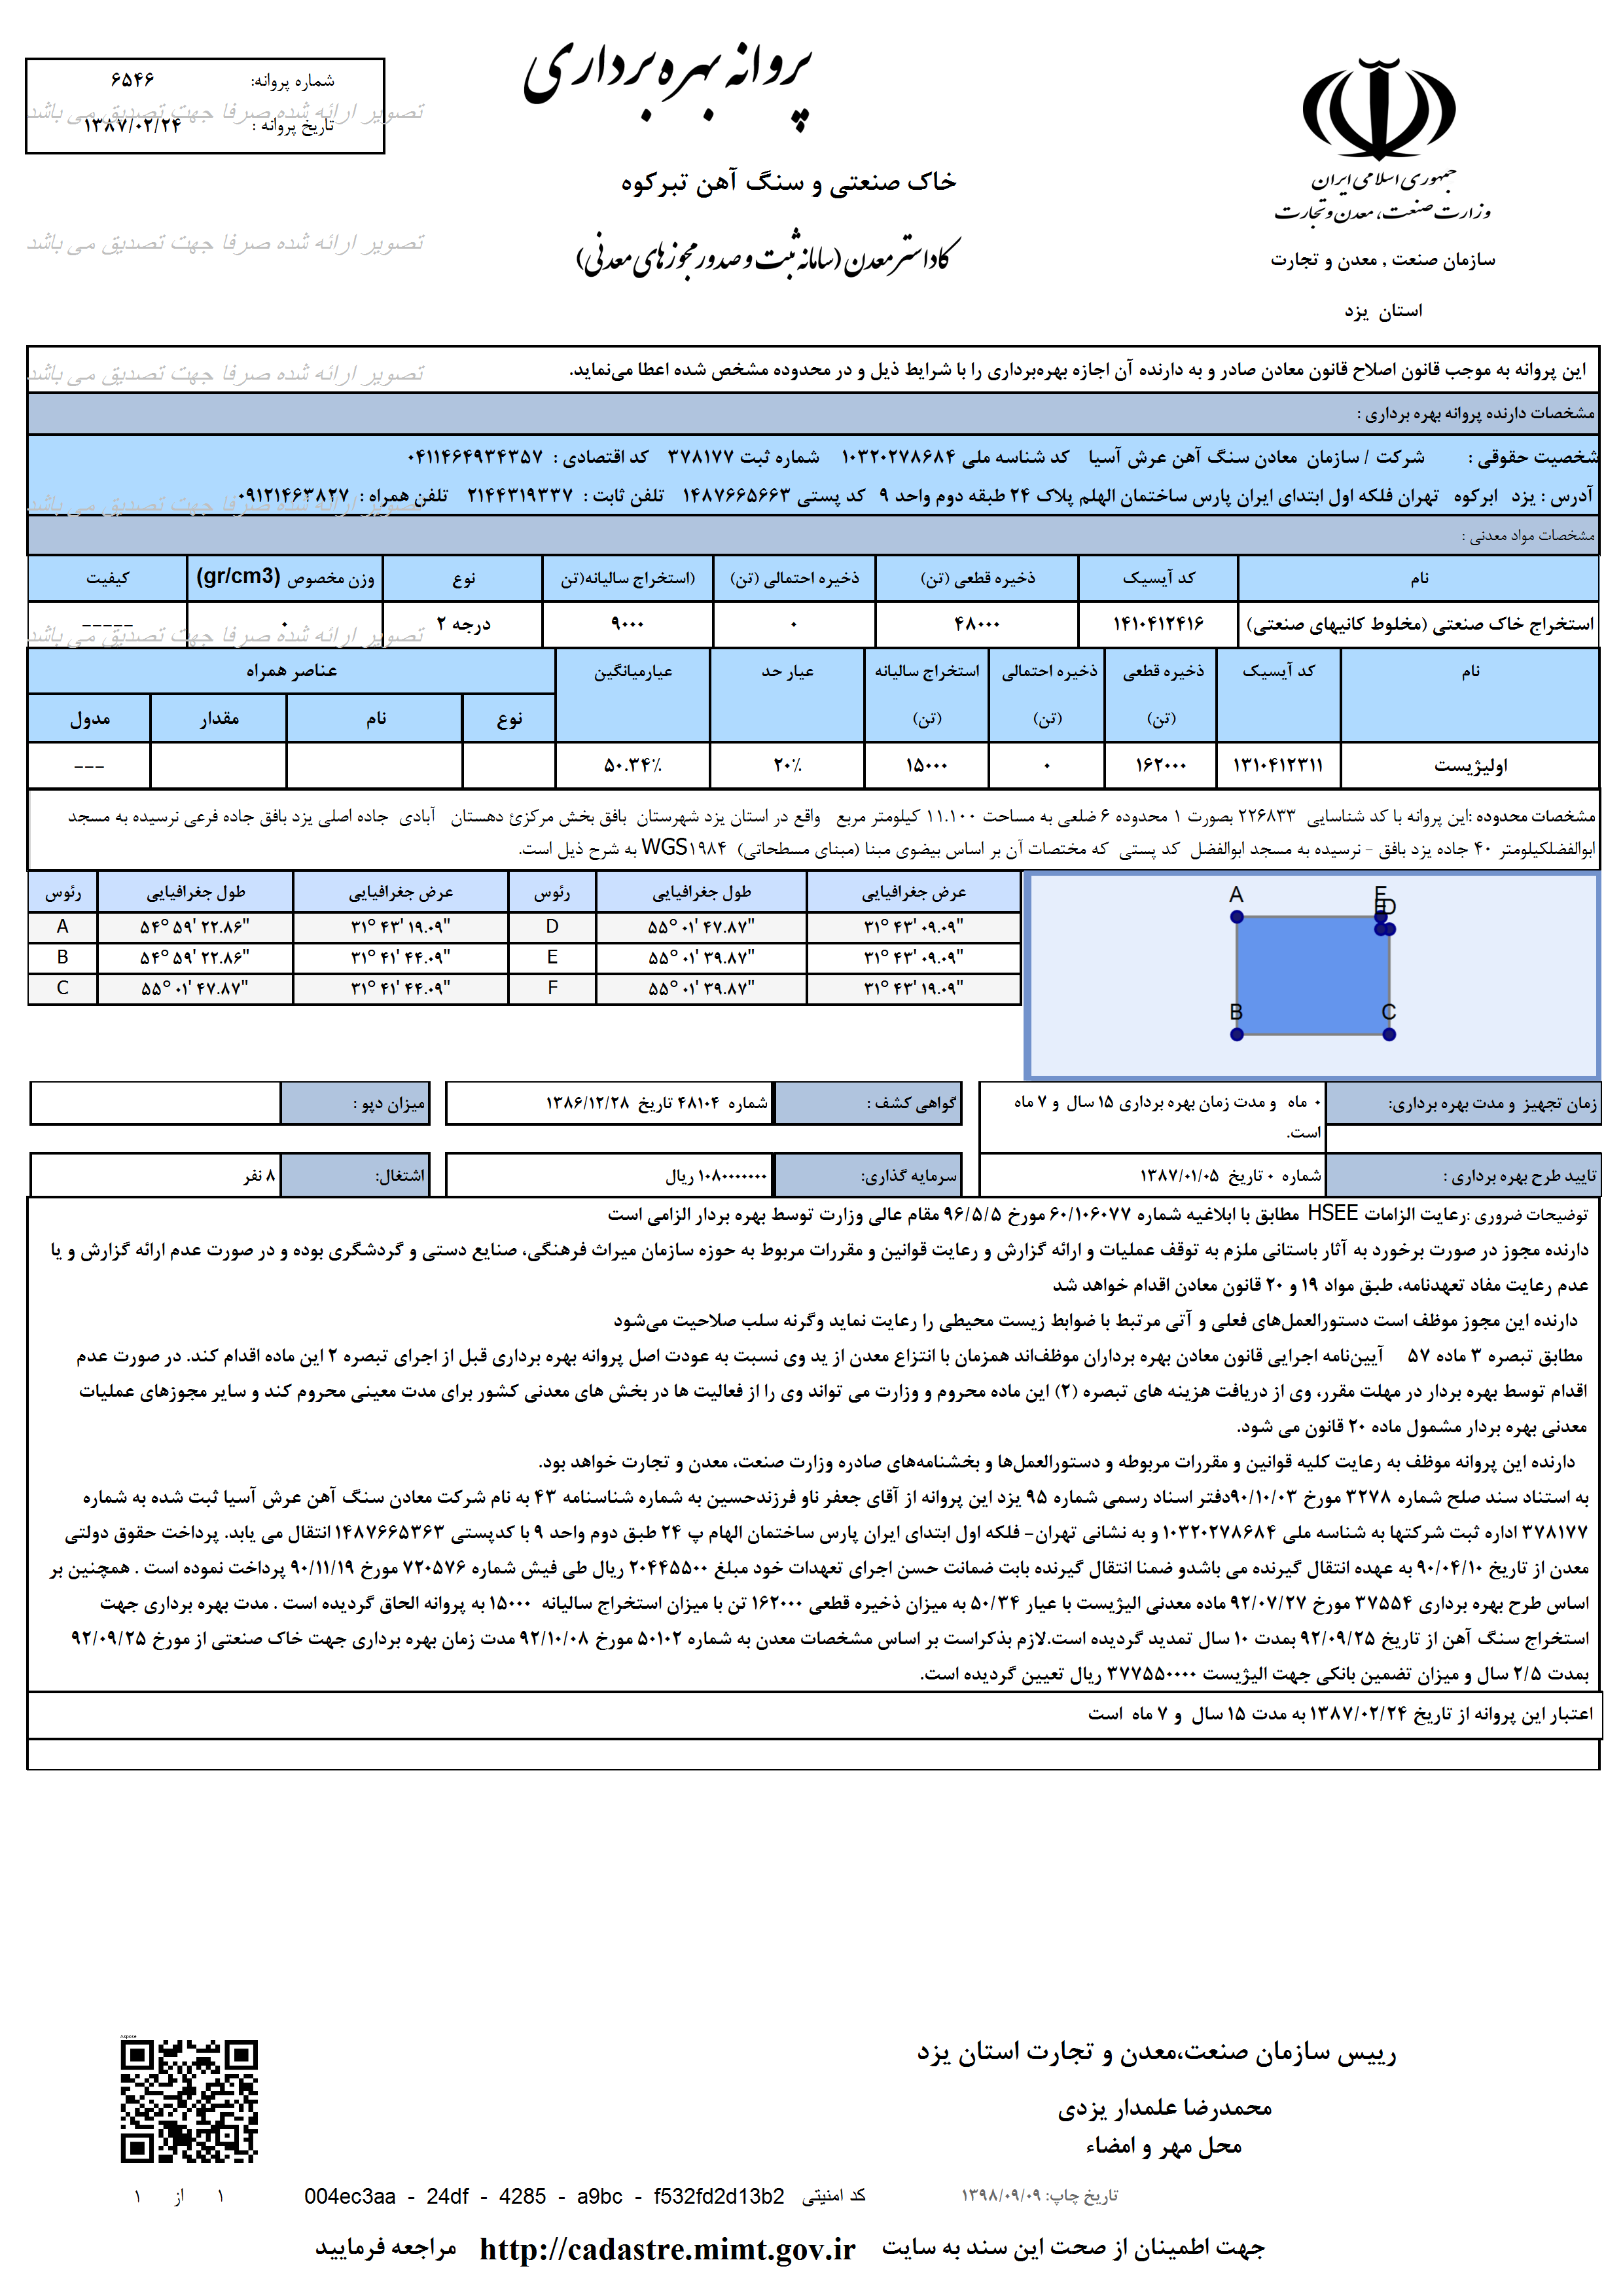 جمهوری اسلامی ایران
وزارت صنعت، معدن و تجارت
سازمان صنعت , معدن و تجارت
استان یزد
پروانه بهره برداری
خاک صنعتی و سنگ آهن تبرکوه
کاداستر معدن (سامانه ثبت و صدور مجوزهای معدنی)
شماره پروانه: ۶۵۴۶
تاریخ پروانه : ۱۳۸۷/۰۲/۲۴
تصویر ارائه شده صرفا جهت تصدیق می باشد
تصویر ارائه شده صرفا جهت تصدیق می باشد
تصویر ارائه شده صرفا جهت تصدیق می باشد
تصویر ارائه شده صرفا جهت تصدیق می باشد
تصویر ارائه شده صرفا جهت تصدیق می باشد
این پروانه به موجب قانون اصلاح قانون معادن صادر و به دارنده آن اجازه بهره‌برداری را با شرایط ذیل و در محدوده مشخص شده اعطا می‌نماید.
مشخصات دارنده پروانه بهره برداری :
شخصیت حقوقی : شرکت / سازمان معادن سنگ آهن عرش آسیا کد شناسه ملی ۱۰۳۲۰۲۷۸۶۸۴ شماره ثبت ۳۷۸۱۷۷ کد اقتصادی : ۰۴۱۱۴۶۴۹۳۴۳۵۷
آدرس : یزد ابرکوه تهران فلکه اول ابتدای ایران پارس ساختمان الهلم پلاک ۲۴ طبقه دوم واحد ۹ کد پستی ۱۴۸۷۶۶۵۶۶۳ تلفن ثابت : ۲۱۴۴۳۱۹۳۳۷ تلفن همراه : ۰۹۱۲۱۴۶۳۸۲۷
مشخصات مواد معدنی :
نام کد آیسیک ذخیره قطعی (تن) ذخیره احتمالی (تن) استخراج سالیانه(تن) نوع وزن مخصوص (gr/cm3) کیفیت
استخراج خاک صنعتی (مخلوط کانیهای صنعتی) ۱۴۱۰۴۱۲۴۱۶ ۴۸۰۰۰ ۰ ۹۰۰۰ درجه ۲ ۰ -----
نام کد آیسیک ذخیره قطعی (تن) ذخیره احتمالی (تن) استخراج سالیانه (تن) عیار حد عیارمیانگین عناصر همراه
نوع نام مقدار مدول
اولیژیست ۱۳۱۰۴۱۲۳۱۱ ۱۶۲۰۰۰ ۰ ۱۵۰۰۰ ۲۰% ۵۰.۳۴% ---
مشخصات محدوده :این پروانه با کد شناسایی ۲۲۶۸۳۳ بصورت ۱ محدوده ۶ ضلعی به مساحت ۱۱.۱۰۰ کیلومتر مربع واقع در استان یزد شهرستان بافق بخش مرکزئ دهستان آبادی جاده اصلی یزد بافق جاده فرعی نرسیده به مسجد
ابوالفضلکیلومتر ۴۰ جاده یزد بافق - نرسیده به مسجد ابوالفضل کد پستی که مختصات آن بر اساس بیضوی مبنا (مبنای مسطحاتی) WGS۱۹۸۴ به شرح ذیل است.
رئوس طول جغرافیایی عرض جغرافیایی رئوس طول جغرافیایی عرض جغرافیایی
A ۵۴° ۵۹' ۲۲.۸۶" ۳۱° ۴۳' ۱۹.۰۹" D ۵۵° ۰۱' ۴۷.۸۷" ۳۱° ۴۳' ۰۹.۰۹"
B ۵۴° ۵۹' ۲۲.۸۶" ۳۱° ۴۱' ۴۴.۰۹" E ۵۵° ۰۱' ۳۹.۸۷" ۳۱° ۴۳' ۰۹.۰۹"
C ۵۵° ۰۱' ۴۷.۸۷" ۳۱° ۴۱' ۴۴.۰۹" F ۵۵° ۰۱' ۳۹.۸۷" ۳۱° ۴۳' ۱۹.۰۹"
A F
E D
B C
زمان تجهیز و مدت بهره برداری: ۰ ماه و مدت زمان بهره برداری ۱۵ سال و ۷ ماه است. گواهی کشف : شماره ۴۸۱۰۴ تاریخ ۱۳۸۶/۱۲/۲۸ میزان دپو :
تایید طرح بهره برداری : شماره ۰ تاریخ ۱۳۸۷/۰۱/۰۵ سرمایه گذاری: ۱۰۸۰۰۰۰۰۰۰ ریال اشتغال: ۸ نفر
توضیحات ضروری :رعایت الزامات HSEE مطابق با ابلاغیه شماره ۶۰/۱۰۶۰۷۷ مورخ ۹۶/۵/۵ مقام عالی وزارت توسط بهره بردار الزامی است
دارنده مجوز در صورت برخورد به آثار باستانی ملزم به توقف عملیات و ارائه گزارش و رعایت قوانین و مقررات مربوط به حوزه سازمان میراث فرهنگی، صنایع دستی و گردشگری بوده و در صورت عدم ارائه گزارش و یا
عدم رعایت مفاد تعهدنامه، طبق مواد ۱۹ و ۲۰ قانون معادن اقدام خواهد شد
دارنده این مجوز موظف است دستورالعمل‌های فعلی و آتی مرتبط با ضوابط زیست محیطی را رعایت نماید وگرنه سلب صلاحیت می‌شود
مطابق تبصره ۳ ماده ۵۷ آیین‌نامه اجرایی قانون معادن بهره برداران موظف‌اند همزمان با انتزاع معدن از ید وی نسبت به عودت اصل پروانه بهره برداری قبل از اجرای تبصره ۲ این ماده اقدام کند. در صورت عدم
اقدام توسط بهره بردار در مهلت مقرر، وی از دریافت هزینه های تبصره (۲) این ماده محروم و وزارت می تواند وی را از فعالیت ها در بخش های معدنی کشور برای مدت معینی محروم کند و سایر مجوزهای عملیات
معدنی بهره بردار مشمول ماده ۲۰ قانون می شود.
دارنده این پروانه موظف به رعایت کلیه قوانین و مقررات مربوطه و دستورالعمل‌ها و بخشنامه‌های صادره وزارت صنعت، معدن و تجارت خواهد بود.
به استناد سند صلح شماره ۳۲۷۸ مورخ ۹۰/۱۰/۰۳دفتر اسناد رسمی شماره ۹۵ یزد این پروانه از آقای جعفر ناو فرزندحسین به شماره شناسنامه ۴۳ به نام شرکت معادن سنگ آهن عرش آسیا ثبت شده به شماره
۳۷۸۱۷۷ اداره ثبت شرکتها به شناسه ملی ۱۰۳۲۰۲۷۸۶۸۴ و به نشانی تهران- فلکه اول ابتدای ایران پارس ساختمان الهام پ ۲۴ طبق دوم واحد ۹ با کدپستی ۱۴۸۷۶۶۵۳۶۳ انتقال می یابد. پرداخت حقوق دولتی
معدن از تاریخ ۹۰/۰۴/۱۰ به عهده انتقال گیرنده می باشدو ضمنا انتقال گیرنده بابت ضمانت حسن اجرای تعهدات خود مبلغ ۲۰۴۴۵۵۰۰ ریال طی فیش شماره ۷۲۰۵۷۶ مورخ ۹۰/۱۱/۱۹ پرداخت نموده است . همچنین بر
اساس طرح بهره برداری ۳۷۵۵۴ مورخ ۹۲/۰۷/۲۷ ماده معدنی الیژیست با عیار ۵۰/۳۴ به میزان ذخیره قطعی ۱۶۲۰۰۰ تن با میزان استخراج سالیانه ۱۵۰۰۰ به پروانه الحاق گردیده است . مدت بهره برداری جهت
استخراج سنگ آهن از تاریخ ۹۲/۰۹/۲۵ بمدت ۱۰ سال تمدید گردیده است.لازم بذکراست بر اساس مشخصات معدن به شماره ۵۰۱۰۲ مورخ ۹۲/۱۰/۰۸ مدت زمان بهره برداری جهت خاک صنعتی از مورخ ۹۲/۰۹/۲۵
بمدت ۲/۵ سال و میزان تضمین بانکی جهت الیژیست ۳۷۷۵۵۰۰۰۰ ریال تعیین گردیده است.
اعتبار این پروانه از تاریخ ۱۳۸۷/۰۲/۲۴ به مدت ۱۵ سال و ۷ ماه است
رییس سازمان صنعت،معدن و تجارت استان یزد
محمدرضا علمدار یزدی
محل مهر و امضاء
تاریخ چاپ: ۱۳۹۸/۰۹/۰۹ کد امنیتی 004ec3aa - 24df - 4285 - a9bc - f532fd2d13b2 ۱ از ۱
جهت اطمینان از صحت این سند به سایت http://cadastre.mimt.gov.ir مراجعه فرمایید